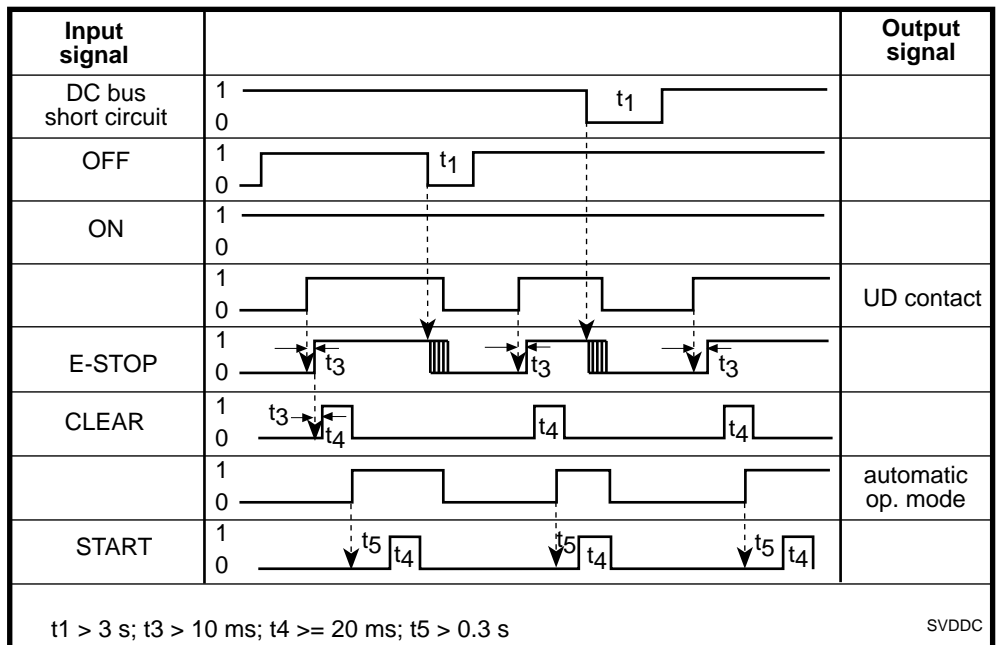 Input
signal
Output
signal
DC bus
short circuit
1
0
t1
OFF
1
0
t1
ON
1
0
1
0
UD contact
E-STOP
1
0
t3
t3
t3
CLEAR
1
0
t3
t4
t4
t4
1
0
automatic
op. mode
START
1
0
t5
t4
t5
t4
t5
t4
t1 > 3 s; t3 > 10 ms; t4 >= 20 ms; t5 > 0.3 s
SVDDC